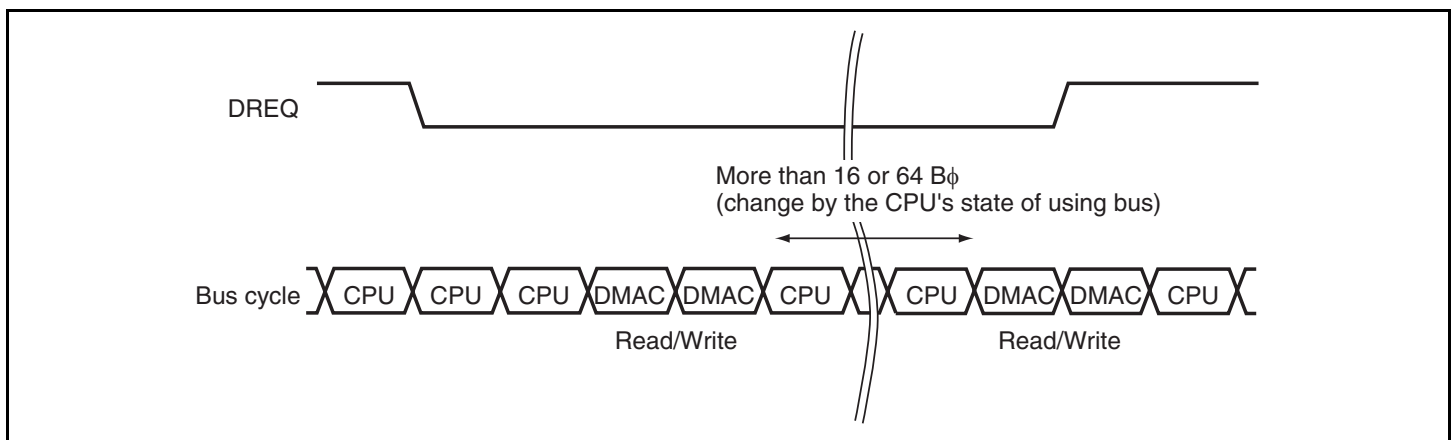 DREQ
More than 16 or 64 Bϕ
(change by the CPU's state of using bus)
Bus cycle CPU CPU CPU DMAC DMAC CPU CPU DMAC DMAC CPU
Read/Write Read/Write